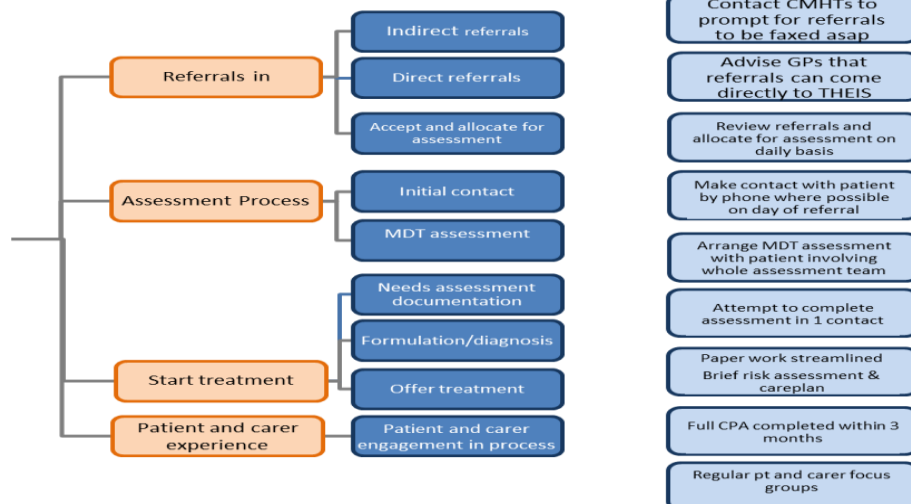 Referrals in
Assessment Process
Start treatment
Patient and carer
experience
Indirect referrals
Direct referrals
Accept and allocate for
assessment
Initial contact
MDT assessment
Needs assessment
documentation
Formulation/diagnosis
Offer treatment
Patient and carer
engagement in process
Contact CMHTs to
prompt for referrals
to be faxed asap
Advise GPs that
referrals can come
directly to THEIS
Review referrals and
allocate for assessment on
daily basis
Make contact with patient
by phone where possible
on day of referral
Arrange MDT assessment
with patient involving
whole assessment team
Attempt to complete
assessment in 1 contact
Paper work streamlined
Brief risk assessment &
careplan
Full CPA completed within 3
months
Regular pt and carer focus
groups